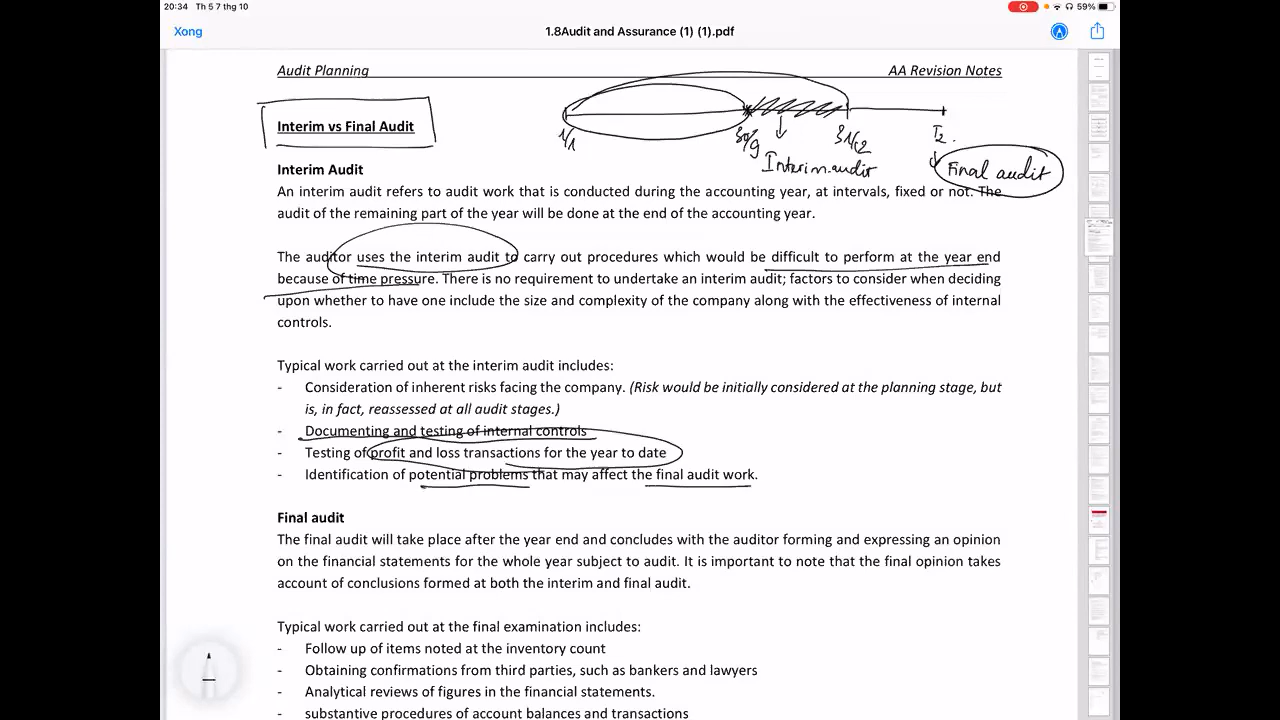 20:34 Th 5 7 thg 10 59%
Xong 1.8Audit and Assurance (1) (1).pdf
Audit Planning AA Revision Notes
Interim vs Final Audit
1/1 30/9 31/12 T2.
Interim audit Final audit
Interim Audit
An interim audit refers to audit work that is conducted during the accounting year, at intervals, fixed or not. The
audit of the remaining part of the year will be done at the end of the accounting year.
The auditor uses the interim audit to carry out procedures which would be difficult to perform at the year end
because of time pressure. There is no requirement to undertake an interim audit; factors to consider when deciding
upon whether to have one include the size and complexity of the company along with the effectiveness of internal
controls.
Typical work carried out at the interim audit includes:
- Consideration of inherent risks facing the company. (Risk would be initially considered at the planning stage, but
in fact, is assessed at all audit stages.)
- Documentation and testing of internal controls
- Testing of profit and loss transactions for the year to date
- Identification of potential problems that may affect the final audit work.
Final Audit
The final audit will take place after the year end and concludes with the auditor forming and expressing an opinion
on the financial statements for the whole year subject to audit. It is important to note that the final opinion takes
account of conclusions formed at both the interim and final audit.
Typical work carried out at the final examination includes:
- Follow up of items noted at the inventory count
- Obtaining confirmations from third parties, such as bankers and lawyers
- Analytical reviews of figures in the financial statements
- Substantive procedures of account balances and transactions